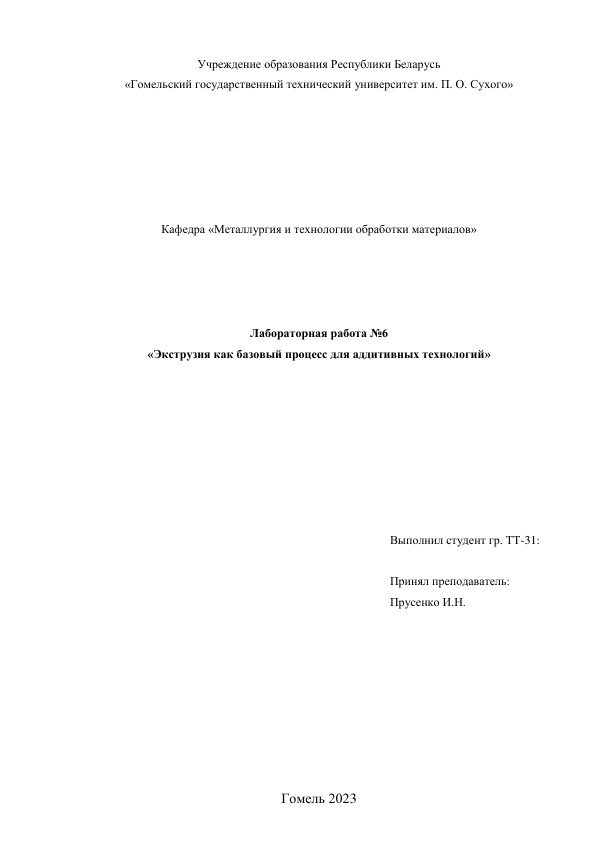 Учреждение образования Республики Беларусь
«Гомельский государственный технический университет им. П. О. Сухого»
Кафедра «Металлургия и технологии обработки материалов»
Лабораторная работа №6
«Экструзия как базовый процесс для аддитивных технологий»
Выполнил студент гр. ТТ-31:
Принял преподаватель:
Прусенко И.Н.
Гомель 2023